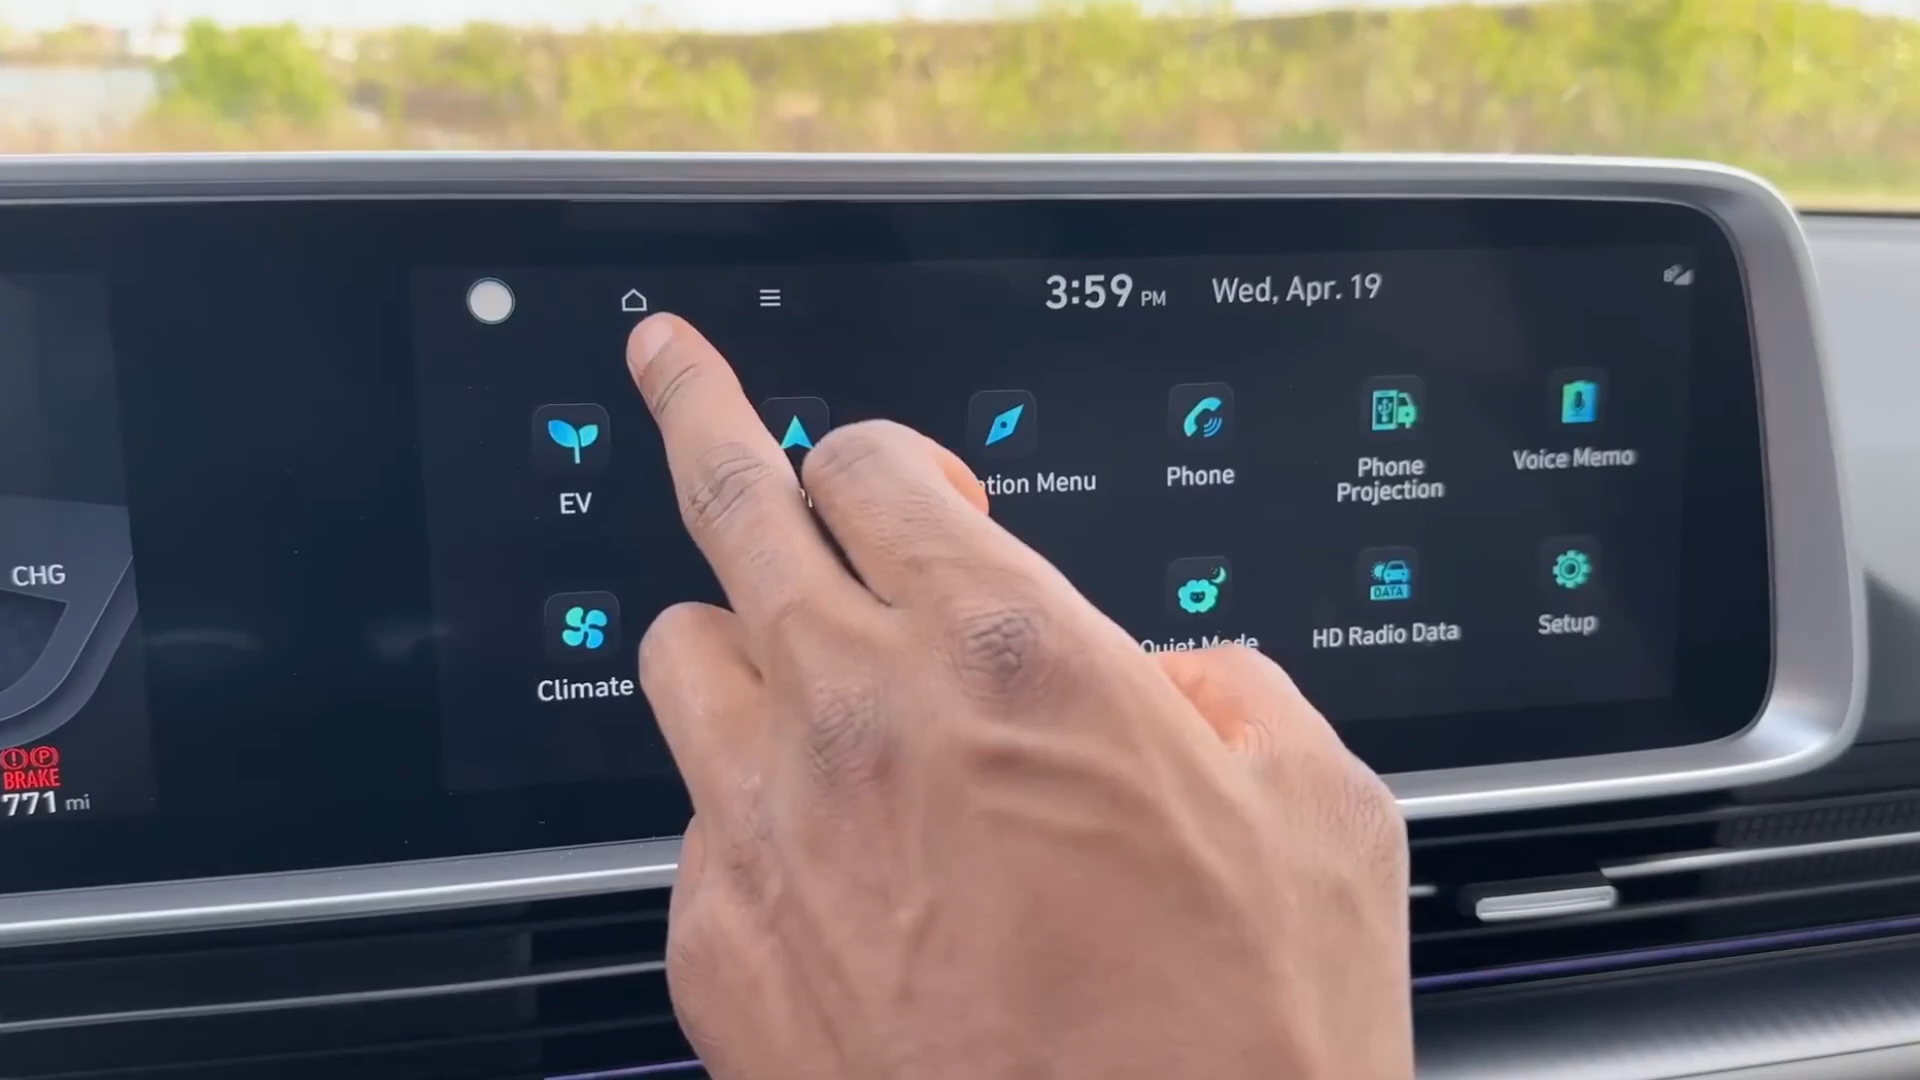 3:59 PM Wed, Apr. 19
EV
tion Menu
Phone
Phone
Projection
Voice Memo
Climate
Quiet Mode
HD Radio Data
DATA
Setup
CHG
BRAKE
771 mi